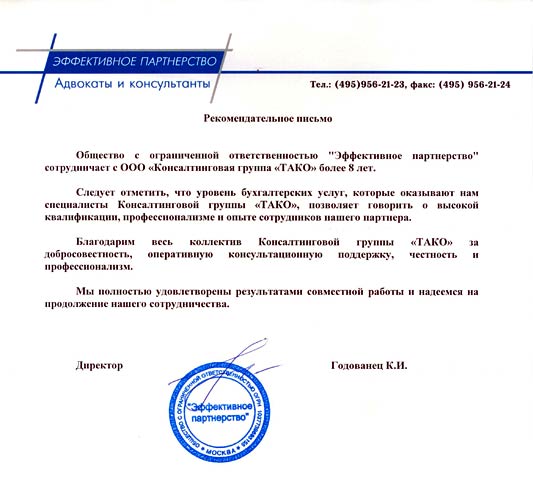 ЭФФЕКТИВНОЕ ПАРТНЕРСТВО
Адвокаты и консультанты
Тел.: (495)956-21-23, факс: (495) 956-21-24
Рекомендательное письмо
Общество с ограниченной ответственностью "Эффективное партнерство"
сотрудничает с ООО «Консалтинговая группа «ТАКО» более 8 лет.
Следует отметить, что уровень бухгалтерских услуг, которые оказывают нам
специалисты Консалтинговой группы «ТАКО», позволяет говорить о высокой
квалификации, профессионализме и опыте сотрудников нашего партнера.
Благодарим весь коллектив Консалтинговой группы «ТАКО» за
добросовестность, оперативную консультационную поддержку, честность и
профессионализм.
Мы полностью удовлетворены результатами совместной работы и надеемся на
продолжение нашего сотрудничества.
Директор
Годованец К.И.
ОБЩЕСТВО С ОГРАНИЧЕННОЙ ОТВЕТСТВЕННОСТЬЮ ОГРН
"Эффективное
партнерство"
МОСКВА